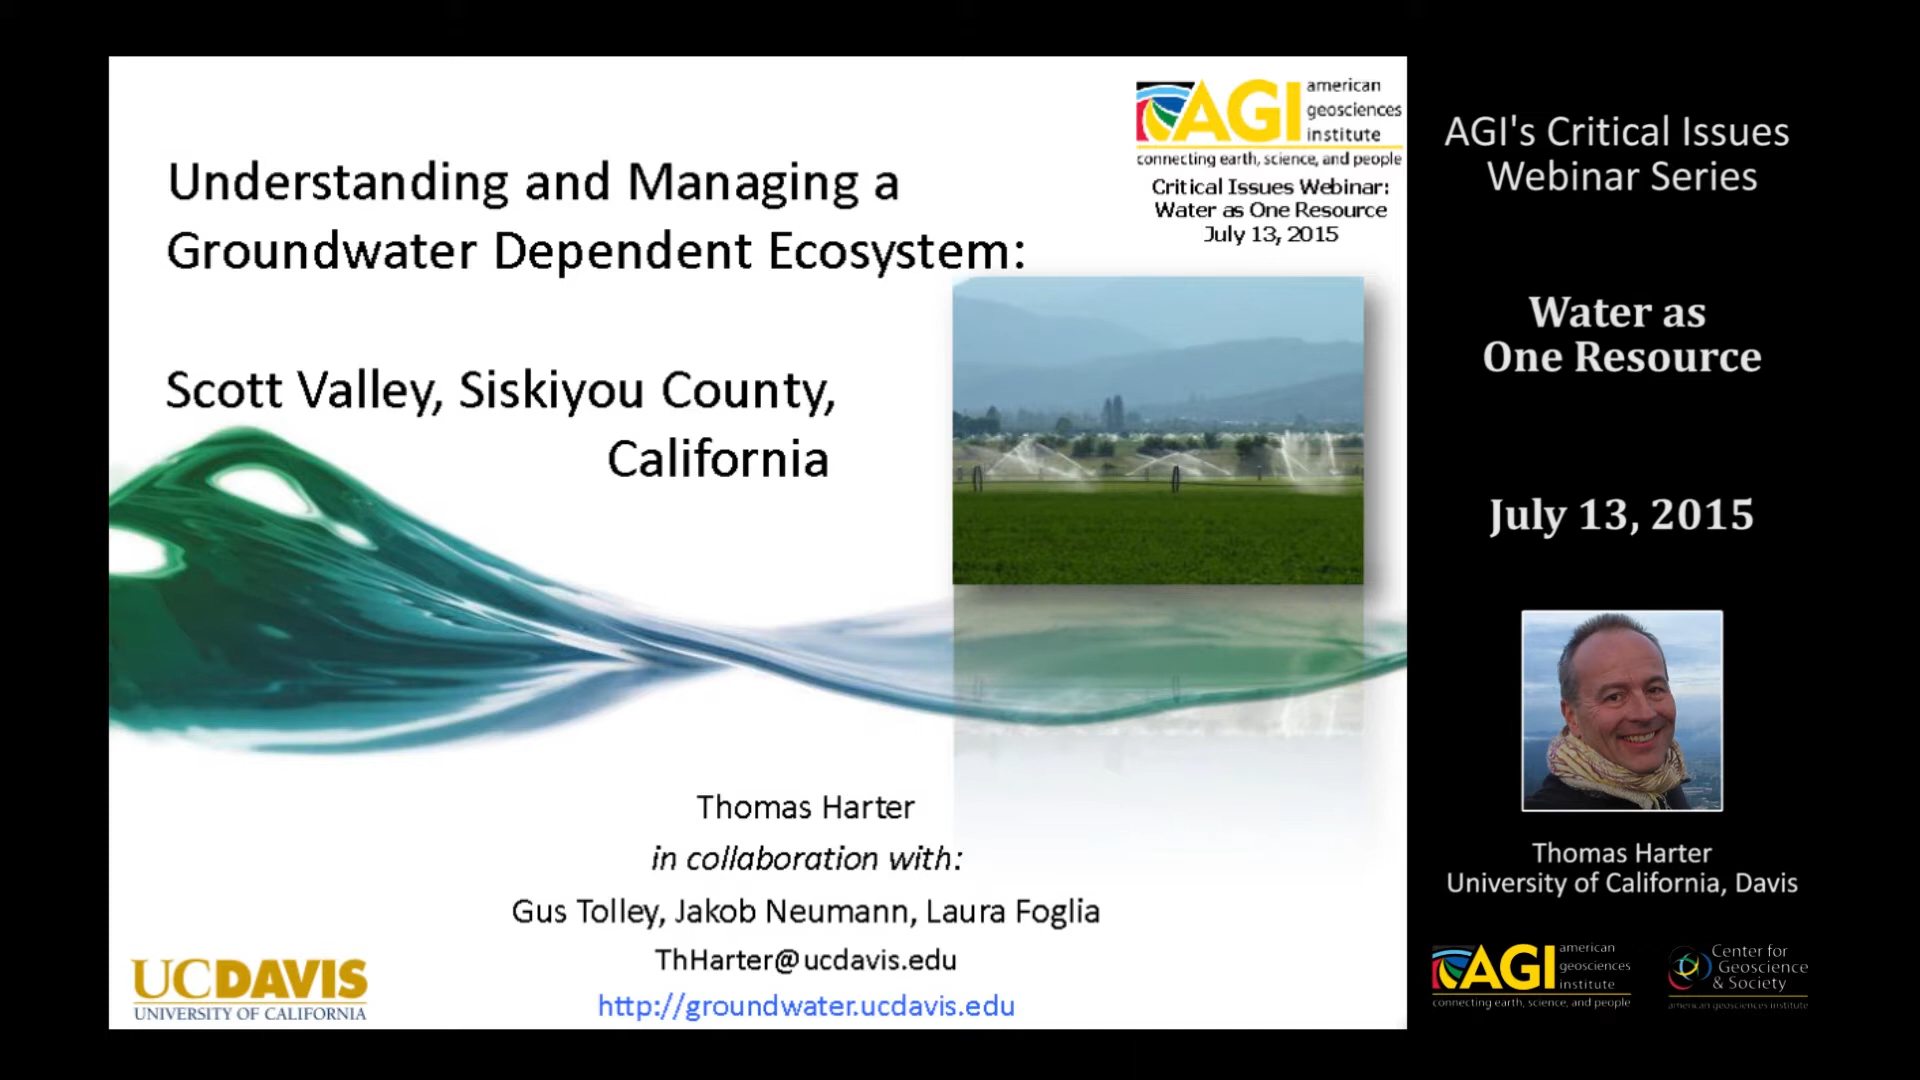 AGI american
geosciences
institute
connecting earth, science, and people
Critical Issues Webinar:
Water as One Resource
July 13, 2015
Understanding and Managing a
Groundwater Dependent Ecosystem:
Scott Valley, Siskiyou County,
California
Thomas Harter
in collaboration with:
Gus Tolley, Jakob Neumann, Laura Foglia
ThHarter@ucdavis.edu
http://groundwater.ucdavis.edu
UCDAVIS
UNIVERSITY OF CALIFORNIA
AGI's Critical Issues
Webinar Series
Water as
One Resource
July 13, 2015
Thomas Harter
University of California, Davis
AGI american
geosciences
institute
connecting earth, science, and people
Center for
Geoscience
& Society
american geosciences institute